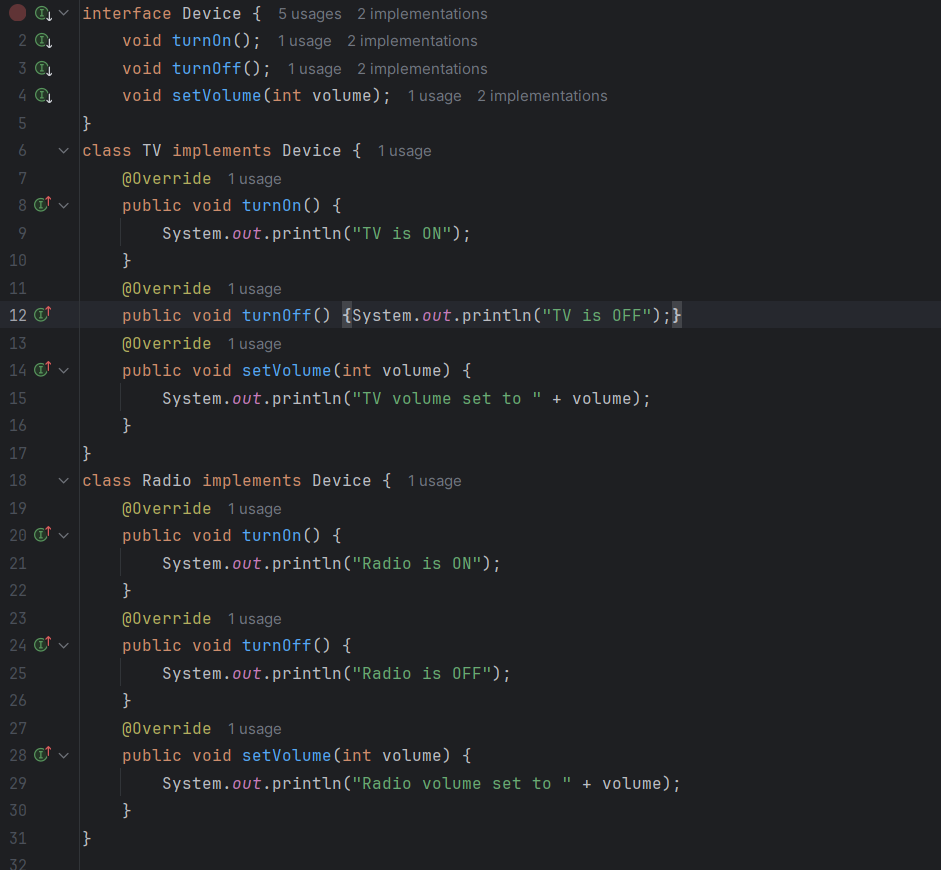 interface Device {  5 usages  2 implementations
2     void turnOn();  1 usage  2 implementations
3     void turnOff();  1 usage  2 implementations
4     void setVolume(int volume);  1 usage  2 implementations
5 }
6 class TV implements Device {  1 usage
7     @Override  1 usage
8     public void turnOn() {
9         System.out.println("TV is ON");
10     }
11     @Override  1 usage
12     public void turnOff() {System.out.println("TV is OFF");}
13     @Override  1 usage
14     public void setVolume(int volume) {
15         System.out.println("TV volume set to " + volume);
16     }
17 }
18 class Radio implements Device {  1 usage
19     @Override  1 usage
20     public void turnOn() {
21         System.out.println("Radio is ON");
22     }
23     @Override  1 usage
24     public void turnOff() {
25         System.out.println("Radio is OFF");
26     }
27     @Override  1 usage
28     public void setVolume(int volume) {
29         System.out.println("Radio volume set to " + volume);
30     }
31 }
32